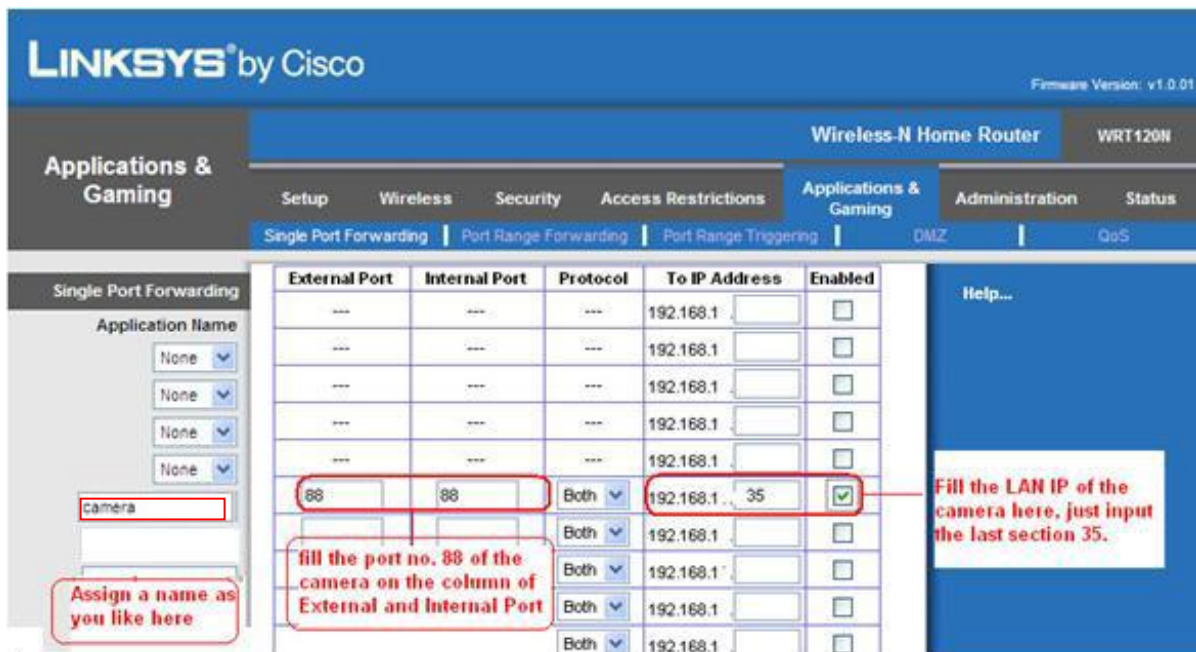 LINKSYS® by Cisco
Firmware Version: v1.0.01
Applications &
Gaming
Wireless-N Home Router WRT120N
Setup Wireless Security Access Restrictions Applications & Gaming Administration Status
Single Port Forwarding | Port Range Forwarding | Port Range Triggering | DMZ | QoS
Single Port Forwarding
Application Name
None
None
None
None
camera
Assign a name as
you like here
External Port Internal Port Protocol To IP Address Enabled
--- --- --- 192.168.1 .
--- --- --- 192.168.1
--- --- --- 192.168.1 .
--- --- --- 192.168.1 .
--- --- --- 192.168.1 .
88 88 Both 192.168.1 . 35
Both 192.168.1 .
Both 192.168.1 .
Both 192.168.1 .
Both 192.168.1 .
fill the port no. 88 of the
camera on the column of
External and Internal Port
Help...
Fill the LAN IP of the
camera here, just input
the last section 35.